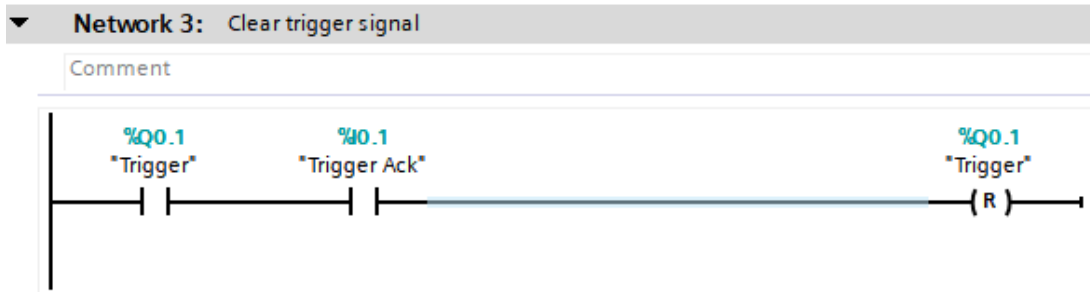 Network 3: Clear trigger signal
Comment
%Q0.1 %I0.1 %Q0.1
"Trigger" "Trigger Ack" "Trigger"
R